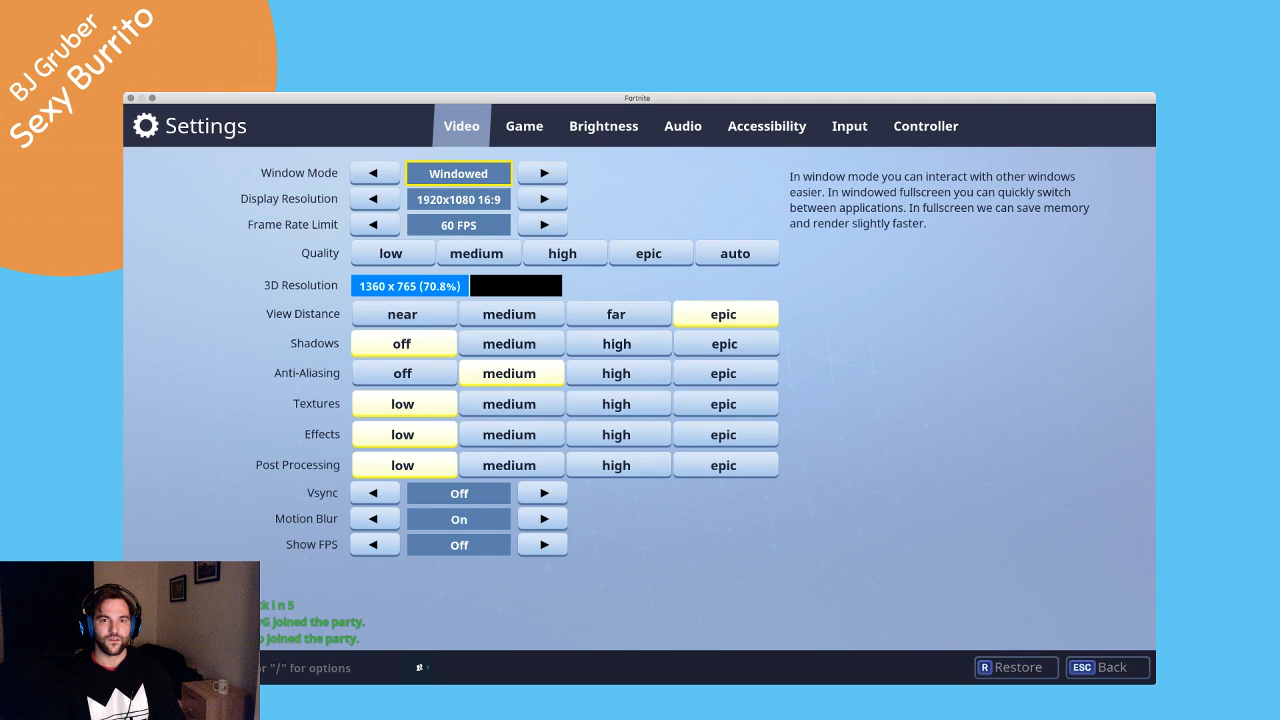 BJ Gruber
Sexy Burrito
Fortnite
Settings
Video Game Brightness Audio Accessibility Input Controller
Window Mode ◀ Windowed ▶
Display Resolution ◀ 1920x1080 16:9 ▶
Frame Rate Limit ◀ 60 FPS ▶
Quality low medium high epic auto
3D Resolution 1360 x 765 (70.8%)
View Distance near medium far epic
Shadows off medium high epic
Anti-Aliasing off medium high epic
Textures low medium high epic
Effects low medium high epic
Post Processing low medium high epic
Vsync ◀ Off ▶
Motion Blur ◀ On ▶
Show FPS ◀ Off ▶
In window mode you can interact with other windows
easier. In windowed fullscreen you can quickly switch
between applications. In fullscreen we can save memory
and render slightly faster.
in 5
joined the party.
joined the party.
or "/" for options
R Restore ESC Back